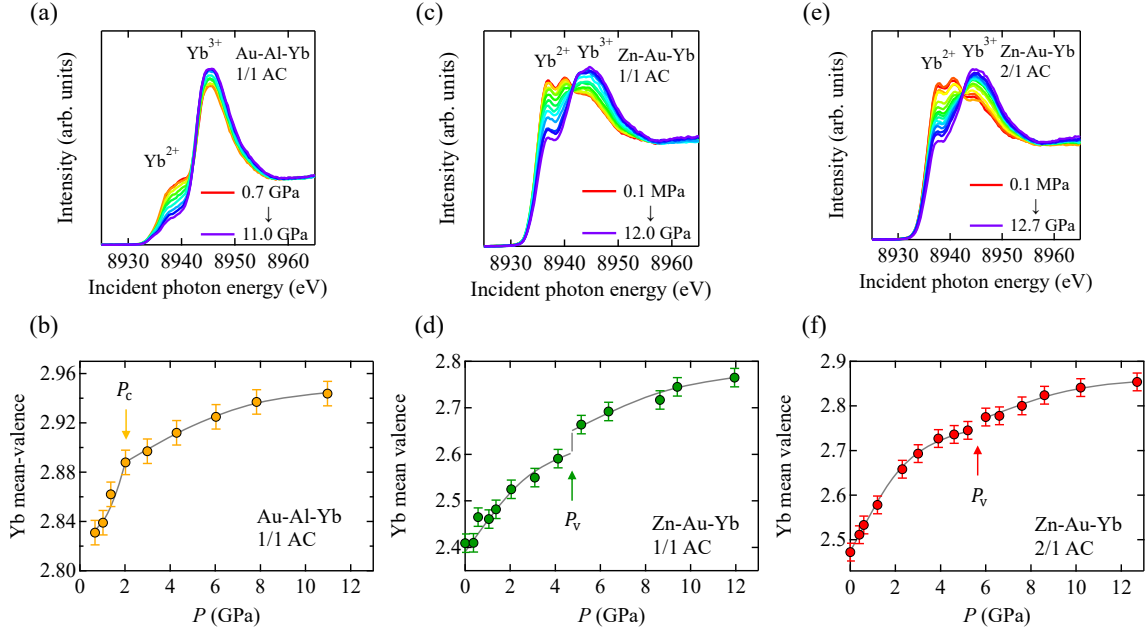 (a)
Intensity (arb. units)
Yb³⁺
Au-Al-Yb
1/1 AC
Yb²⁺
0.7 GPa
↓
11.0 GPa
8930 8940 8950 8960
Incident photon energy (eV)
(c)
Intensity (arb. units)
Yb²⁺
Yb³⁺
Zn-Au-Yb
1/1 AC
0.1 MPa
↓
12.0 GPa
8930 8940 8950 8960
Incident photon energy (eV)
(e)
Intensity (arb. units)
Yb²⁺
Yb³⁺
Zn-Au-Yb
2/1 AC
0.1 MPa
↓
12.7 GPa
8930 8940 8950 8960
Incident photon energy (eV)
(b)
Yb mean-valence
2.96
2.92
2.88
2.84
2.80
P_c
Au-Al-Yb
1/1 AC
0 2 4 6 8 10 12
P (GPa)
(d)
Yb mean valence
2.8
2.7
2.6
2.5
2.4
P_v
Zn-Au-Yb
1/1 AC
0 2 4 6 8 10 12
P (GPa)
(f)
Yb mean valence
2.9
2.8
2.7
2.6
2.5
P_v
Zn-Au-Yb
2/1 AC
0 2 4 6 8 10 12
P (GPa)